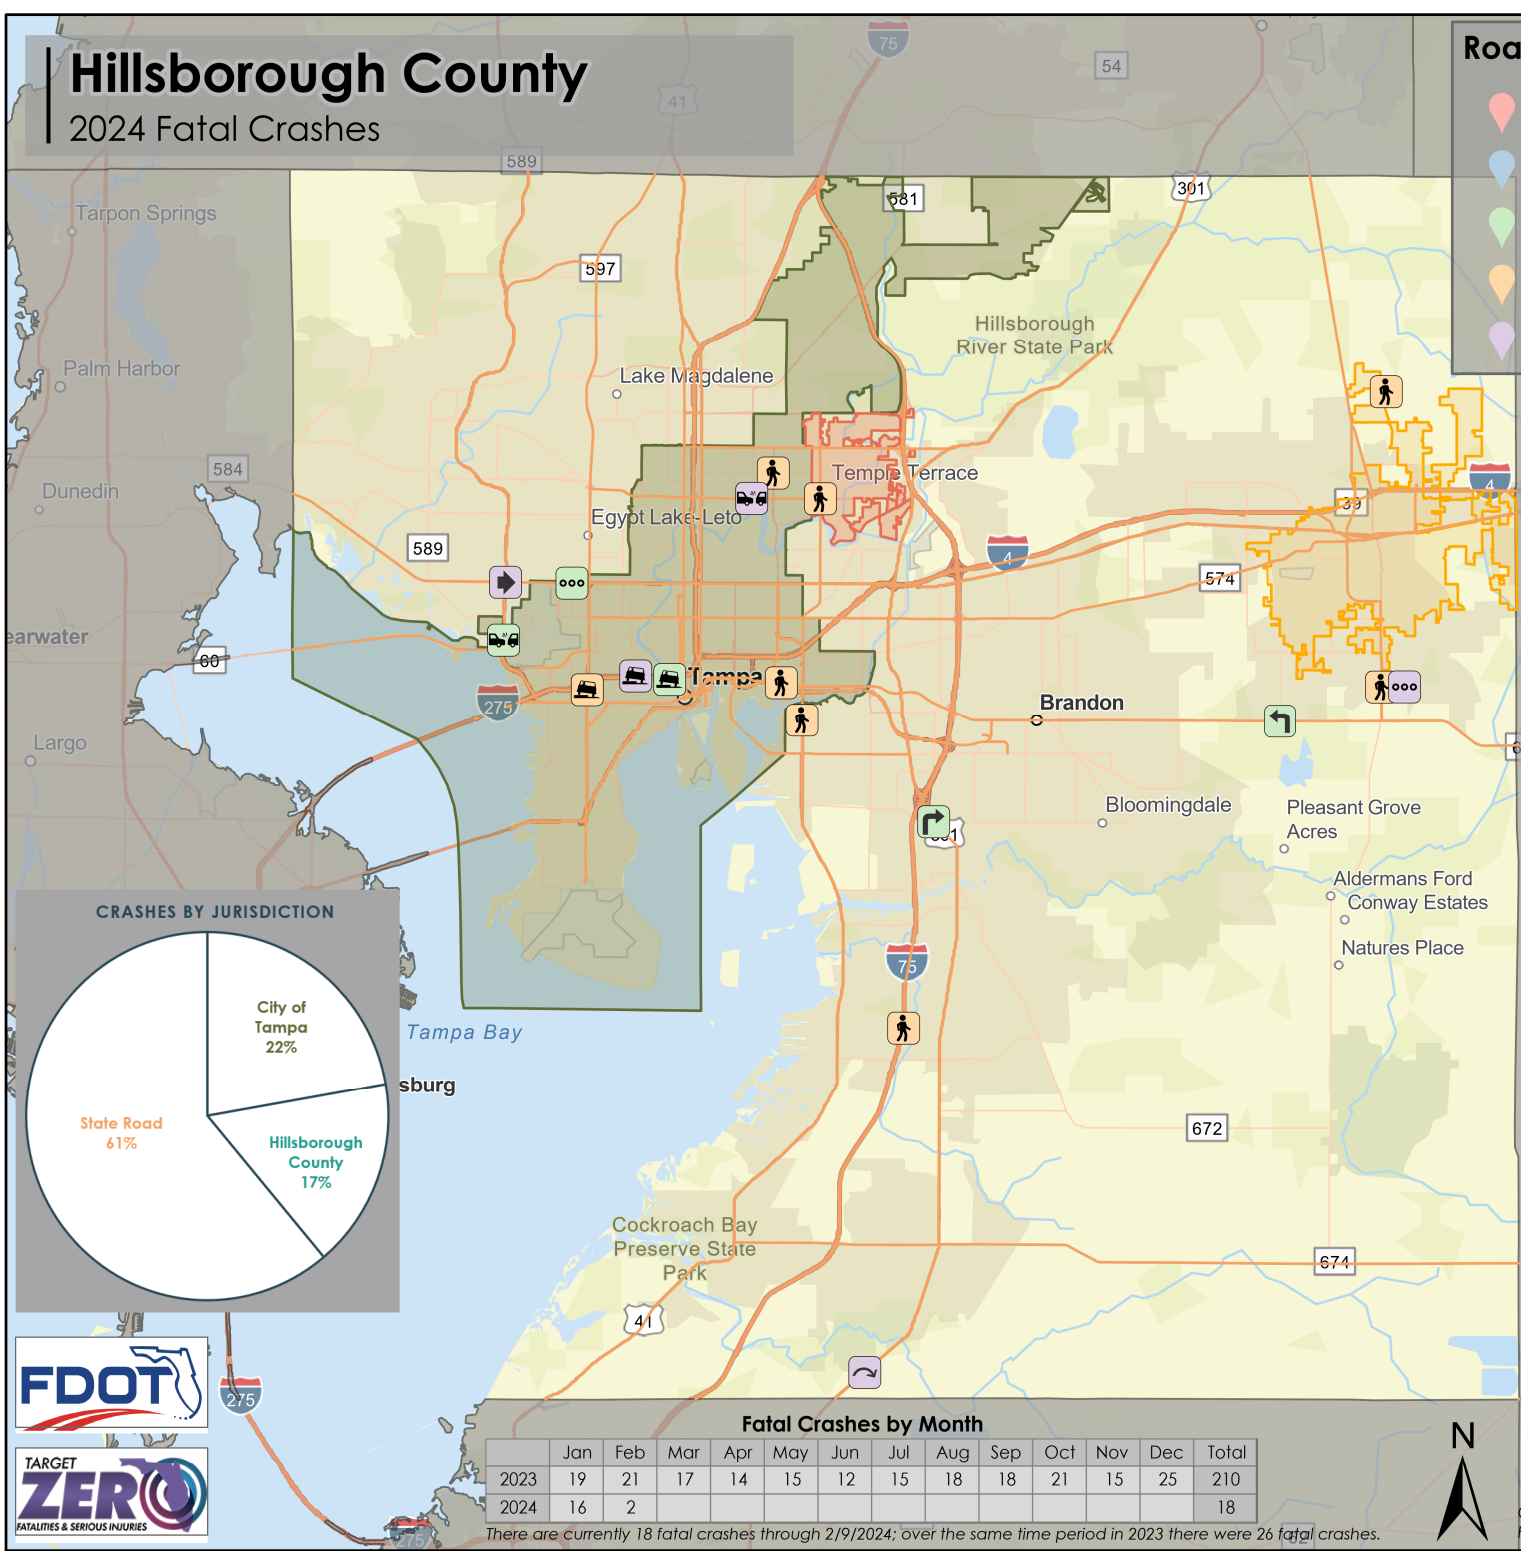 Hillsborough County
2024 Fatal Crashes
Roa
75
54
41
589
Tarpon Springs
581
301
597
Hillsborough
River State Park
Palm Harbor
Lake Magdalene
584
Temple Terrace
Dunedin
4
39
Egypt Lake-Leto
589
4
574
earwater
60
Tampa
275
Brandon
Largo
Bloomingdale
Pleasant Grove
Acres
Aldermans Ford
Conway Estates
Natures Place
75
CRASHES BY JURISDICTION
City of
Tampa
22%
State Road
61%
Hillsborough
County
17%
Tampa Bay
sburg
672
Cockroach Bay
Preserve State
Park
674
41
FDOT
275
TARGET
ZERO
FATALITIES & SERIOUS INJURIES
275
Fatal Crashes by Month
Jan Feb Mar Apr May Jun Jul Aug Sep Oct Nov Dec Total
2023 19 21 17 14 15 12 15 18 18 21 15 25 210
2024 16 2 18
There are currently 18 fatal crashes through 2/9/2024; over the same time period in 2023 there were 26 fatal crashes.
62
N